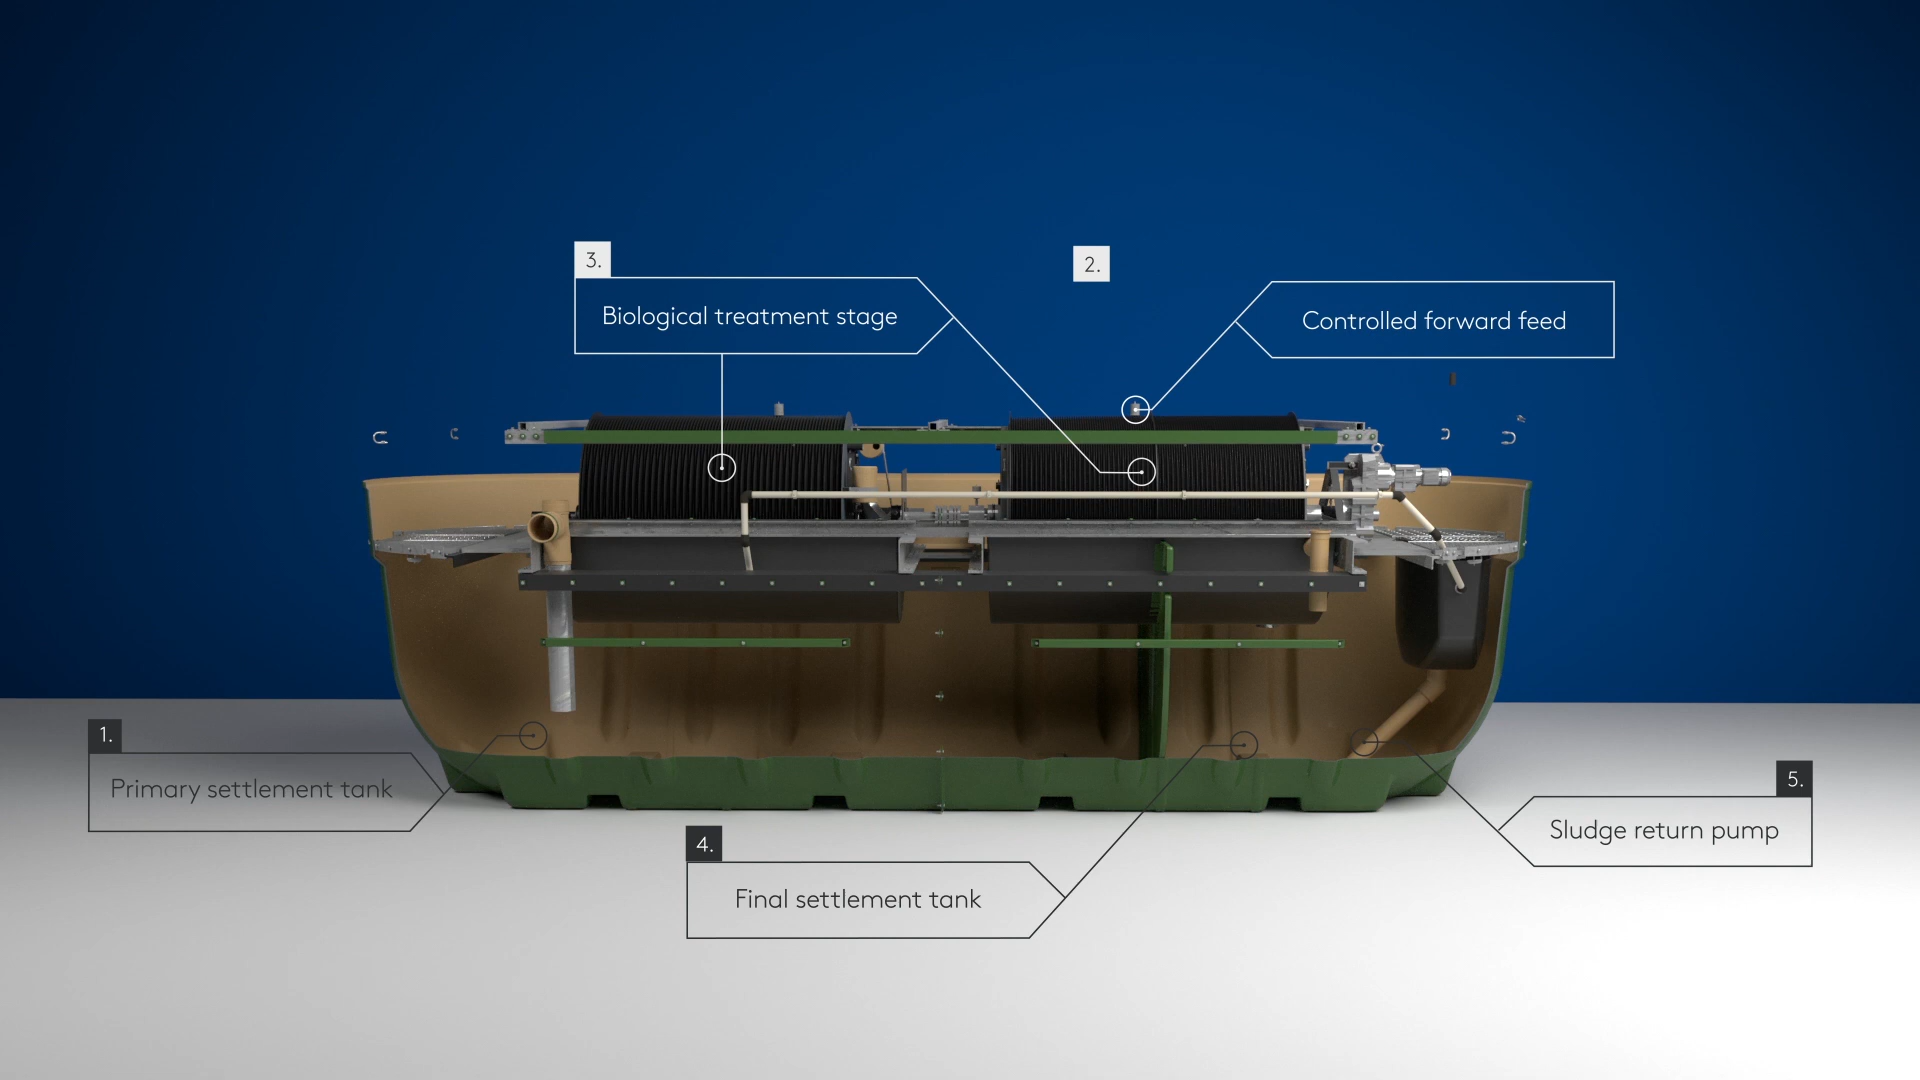 3.
Biological treatment stage
2.
Controlled forward feed
1.
Primary settlement tank
4.
Final settlement tank
5.
Sludge return pump